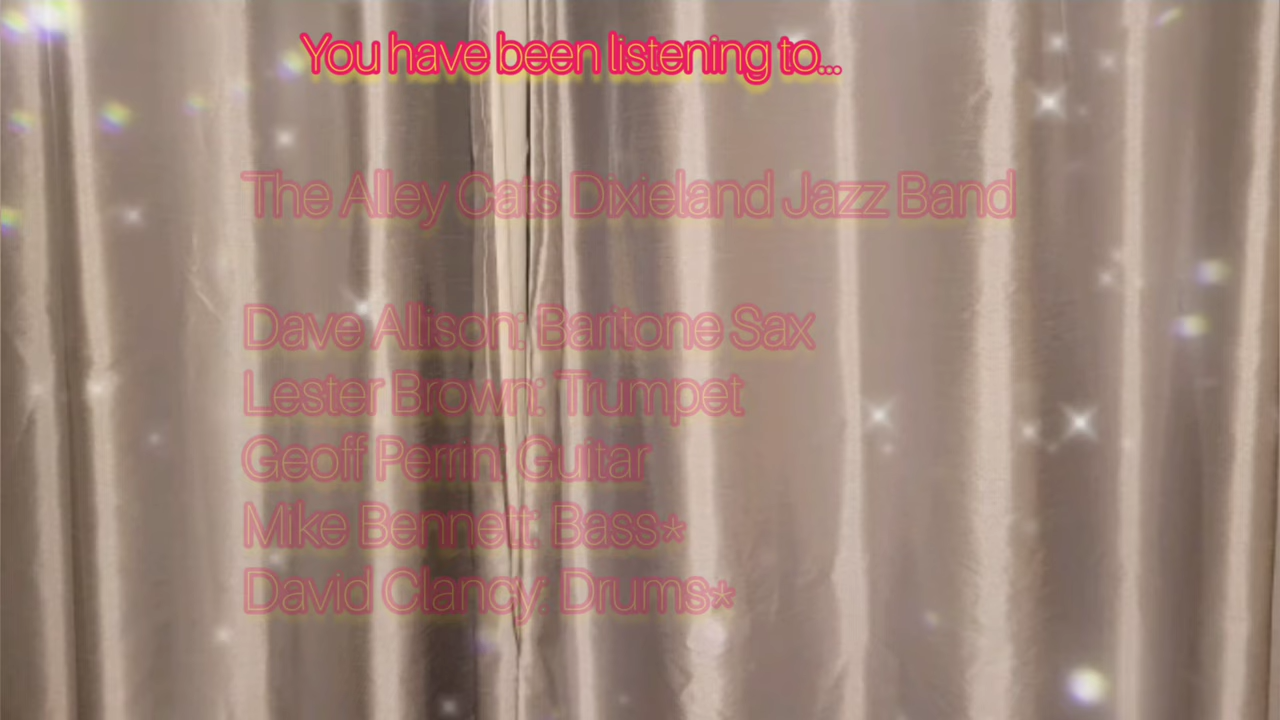 You have been listening to...
The Alley Cats Dixieland Jazz Band
Dave Allison: Baritone Sax
Lester Brown: Trumpet
Geoff Perrin: Guitar
Mike Bennett: Bass*
David Clancy: Drums*